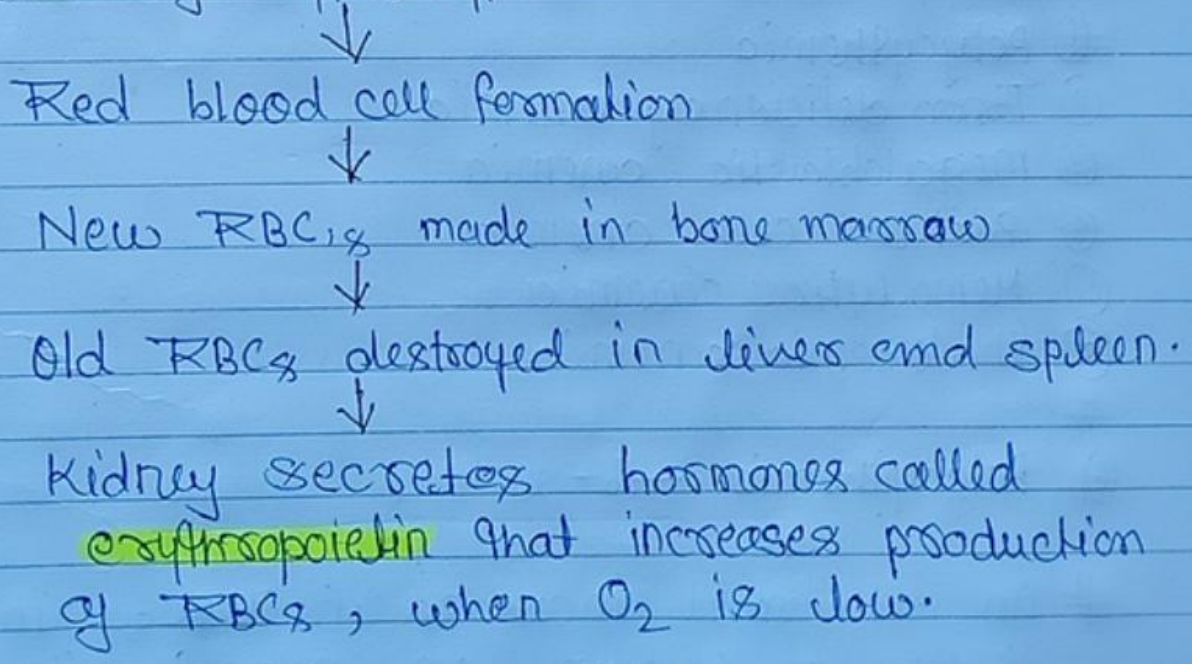 Red blood cell formation
New RBC,s made in bone marrow
Old RBCs destroyed in liver and spleen.
Kidney secretes hormones called
erythropoietin that increases production
of RBCs, when O₂ is low.